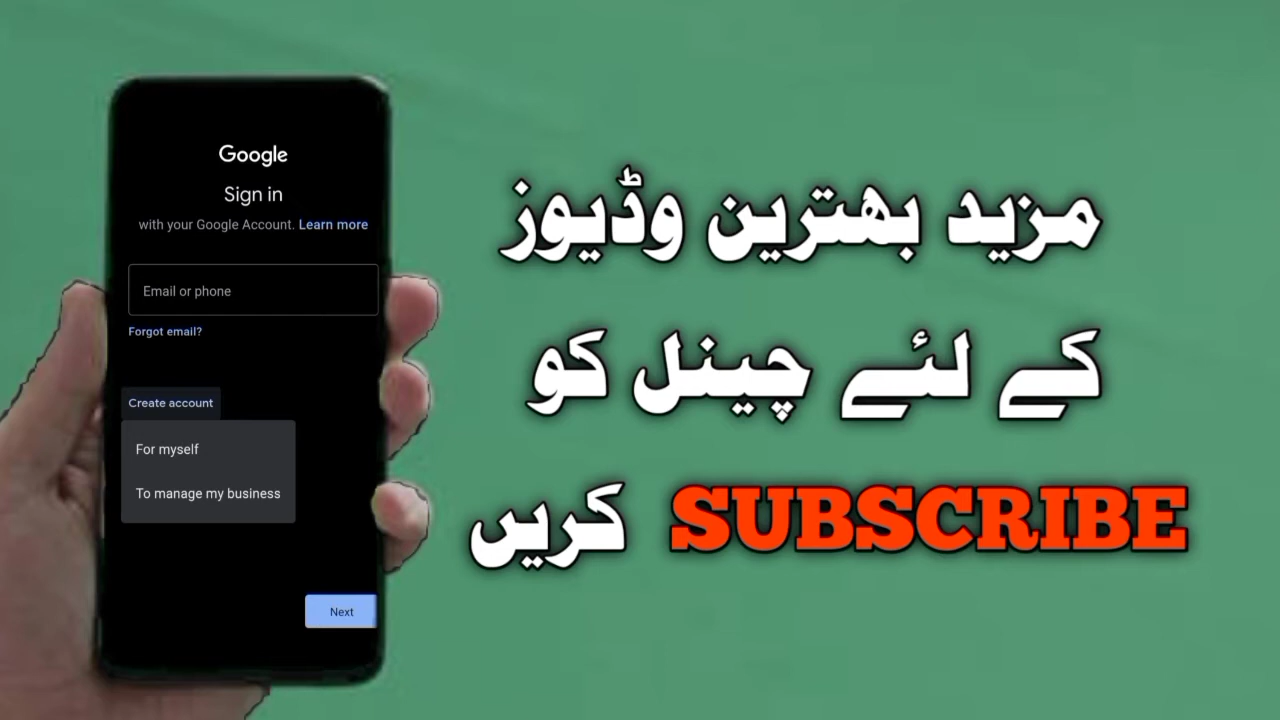 Google
Sign in
with your Google Account. Learn more
Email or phone
Forgot email?
Create account
For myself
To manage my business
Next
مزید بھترین وڈیوز
کے لئے چینل کو
SUBSCRIBE کریں